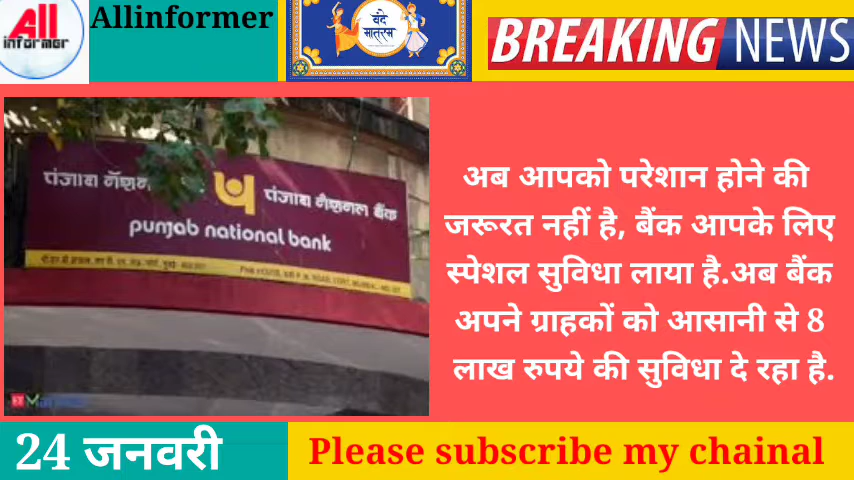 All
informer
Allinformer
वंदे
मातरम्
BREAKING NEWS
पंजाब नैशनल बैंक
punjab national bank
अब आपको परेशान होने की
जरूरत नहीं है, बैंक आपके लिए
स्पेशल सुविधा लाया है.अब बैंक
अपने ग्राहकों को आसानी से 8
लाख रुपये की सुविधा दे रहा है.
24 जनवरी
Please subscribe my chainal